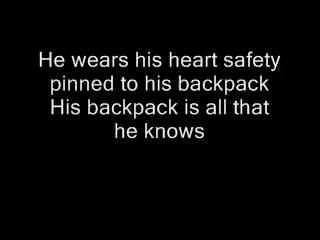 He wears his heart safety
pinned to his backpack
His backpack is all that
he knows